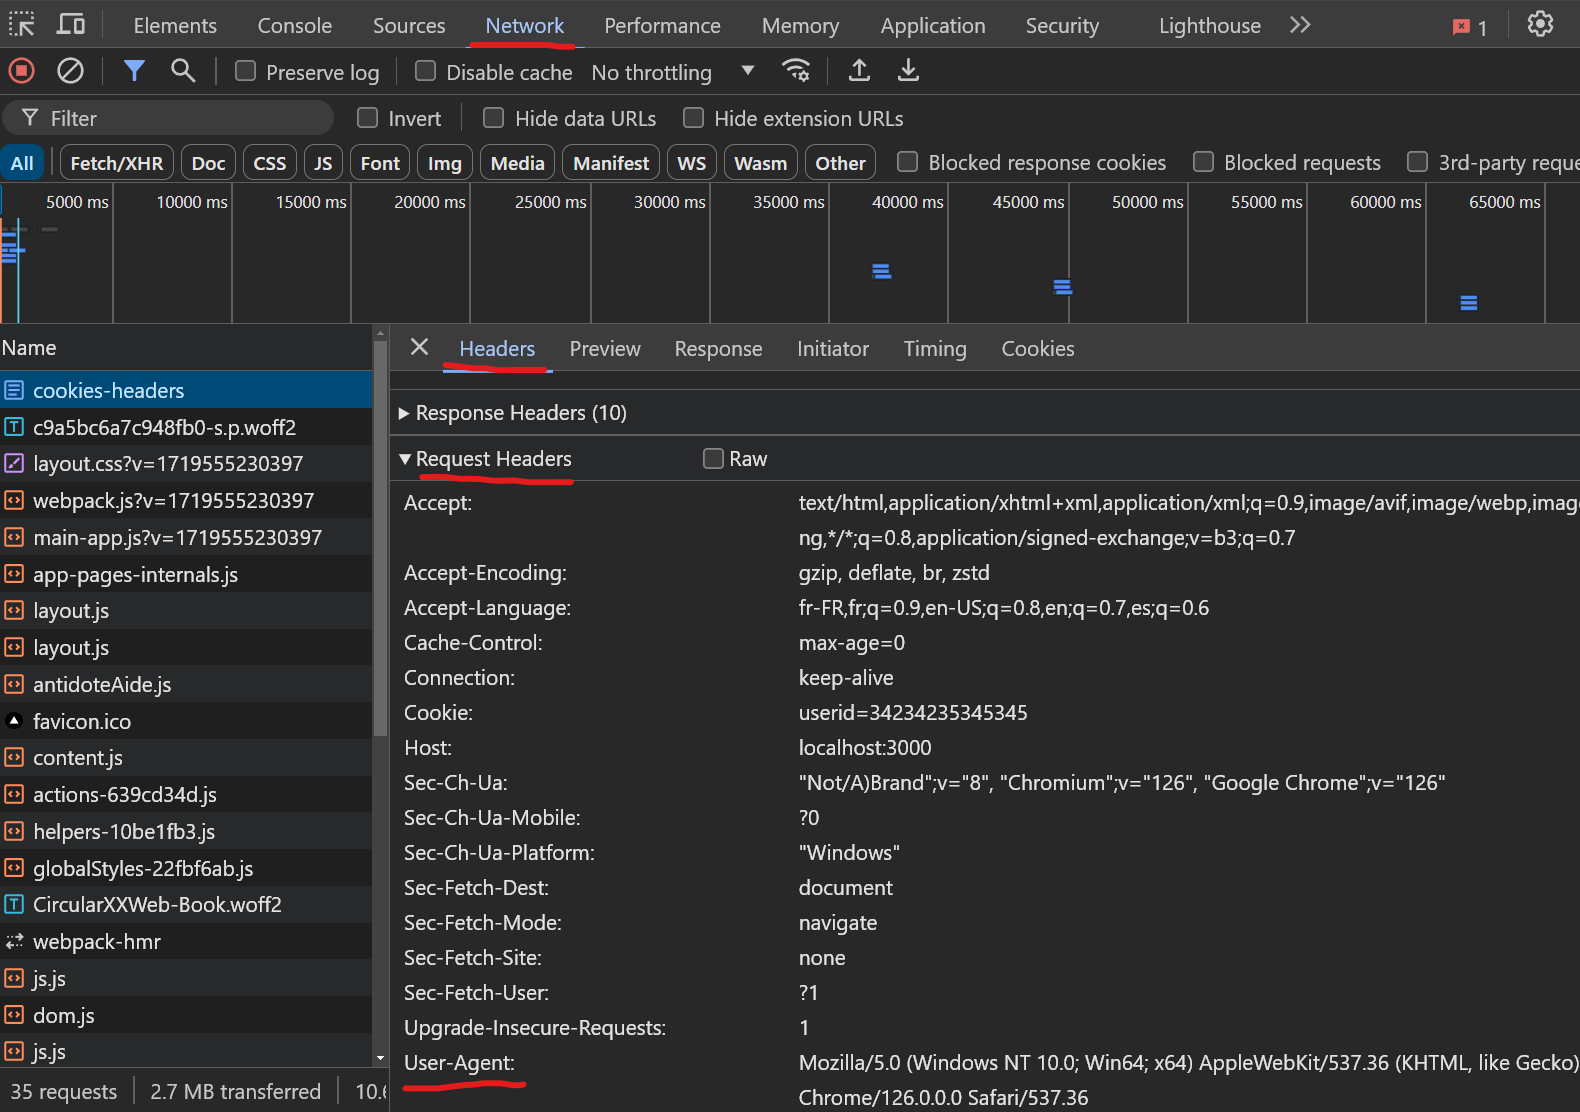 Elements Console Sources Network Performance Memory Application Security Lighthouse 1
Preserve log Disable cache No throttling
Filter Invert Hide data URLs Hide extension URLs
All Fetch/XHR Doc CSS JS Font Img Media Manifest WS Wasm Other Blocked response cookies Blocked requests 3rd-party reque
5000 ms 10000 ms 15000 ms 20000 ms 25000 ms 30000 ms 35000 ms 40000 ms 45000 ms 50000 ms 55000 ms 60000 ms 65000 ms
Name
cookies-headers
c9a5bc6a7c948fb0-s.p.woff2
layout.css?v=1719555230397
webpack.js?v=1719555230397
main-app.js?v=1719555230397
app-pages-internals.js
layout.js
layout.js
antidoteAide.js
favicon.ico
content.js
actions-639cd34d.js
helpers-10be1fb3.js
globalStyles-22fbf6ab.js
CircularXXWeb-Book.woff2
webpack-hmr
js.js
dom.js
js.js
35 requests 2.7 MB transferred 10.6
Headers Preview Response Initiator Timing Cookies
Response Headers (10)
Request Headers Raw
Accept: text/html,application/xhtml+xml,application/xml;q=0.9,image/avif,image/webp,imag
ng,*/*;q=0.8,application/signed-exchange;v=b3;q=0.7
Accept-Encoding: gzip, deflate, br, zstd
Accept-Language: fr-FR,fr;q=0.9,en-US;q=0.8,en;q=0.7,es;q=0.6
Cache-Control: max-age=0
Connection: keep-alive
Cookie: userid=34234235345345
Host: localhost:3000
Sec-Ch-Ua: "Not/A)Brand";v="8", "Chromium";v="126", "Google Chrome";v="126"
Sec-Ch-Ua-Mobile: ?0
Sec-Ch-Ua-Platform: "Windows"
Sec-Fetch-Dest: document
Sec-Fetch-Mode: navigate
Sec-Fetch-Site: none
Sec-Fetch-User: ?1
Upgrade-Insecure-Requests: 1
User-Agent: Mozilla/5.0 (Windows NT 10.0; Win64; x64) AppleWebKit/537.36 (KHTML, like Gecko)
Chrome/126.0.0.0 Safari/537.36